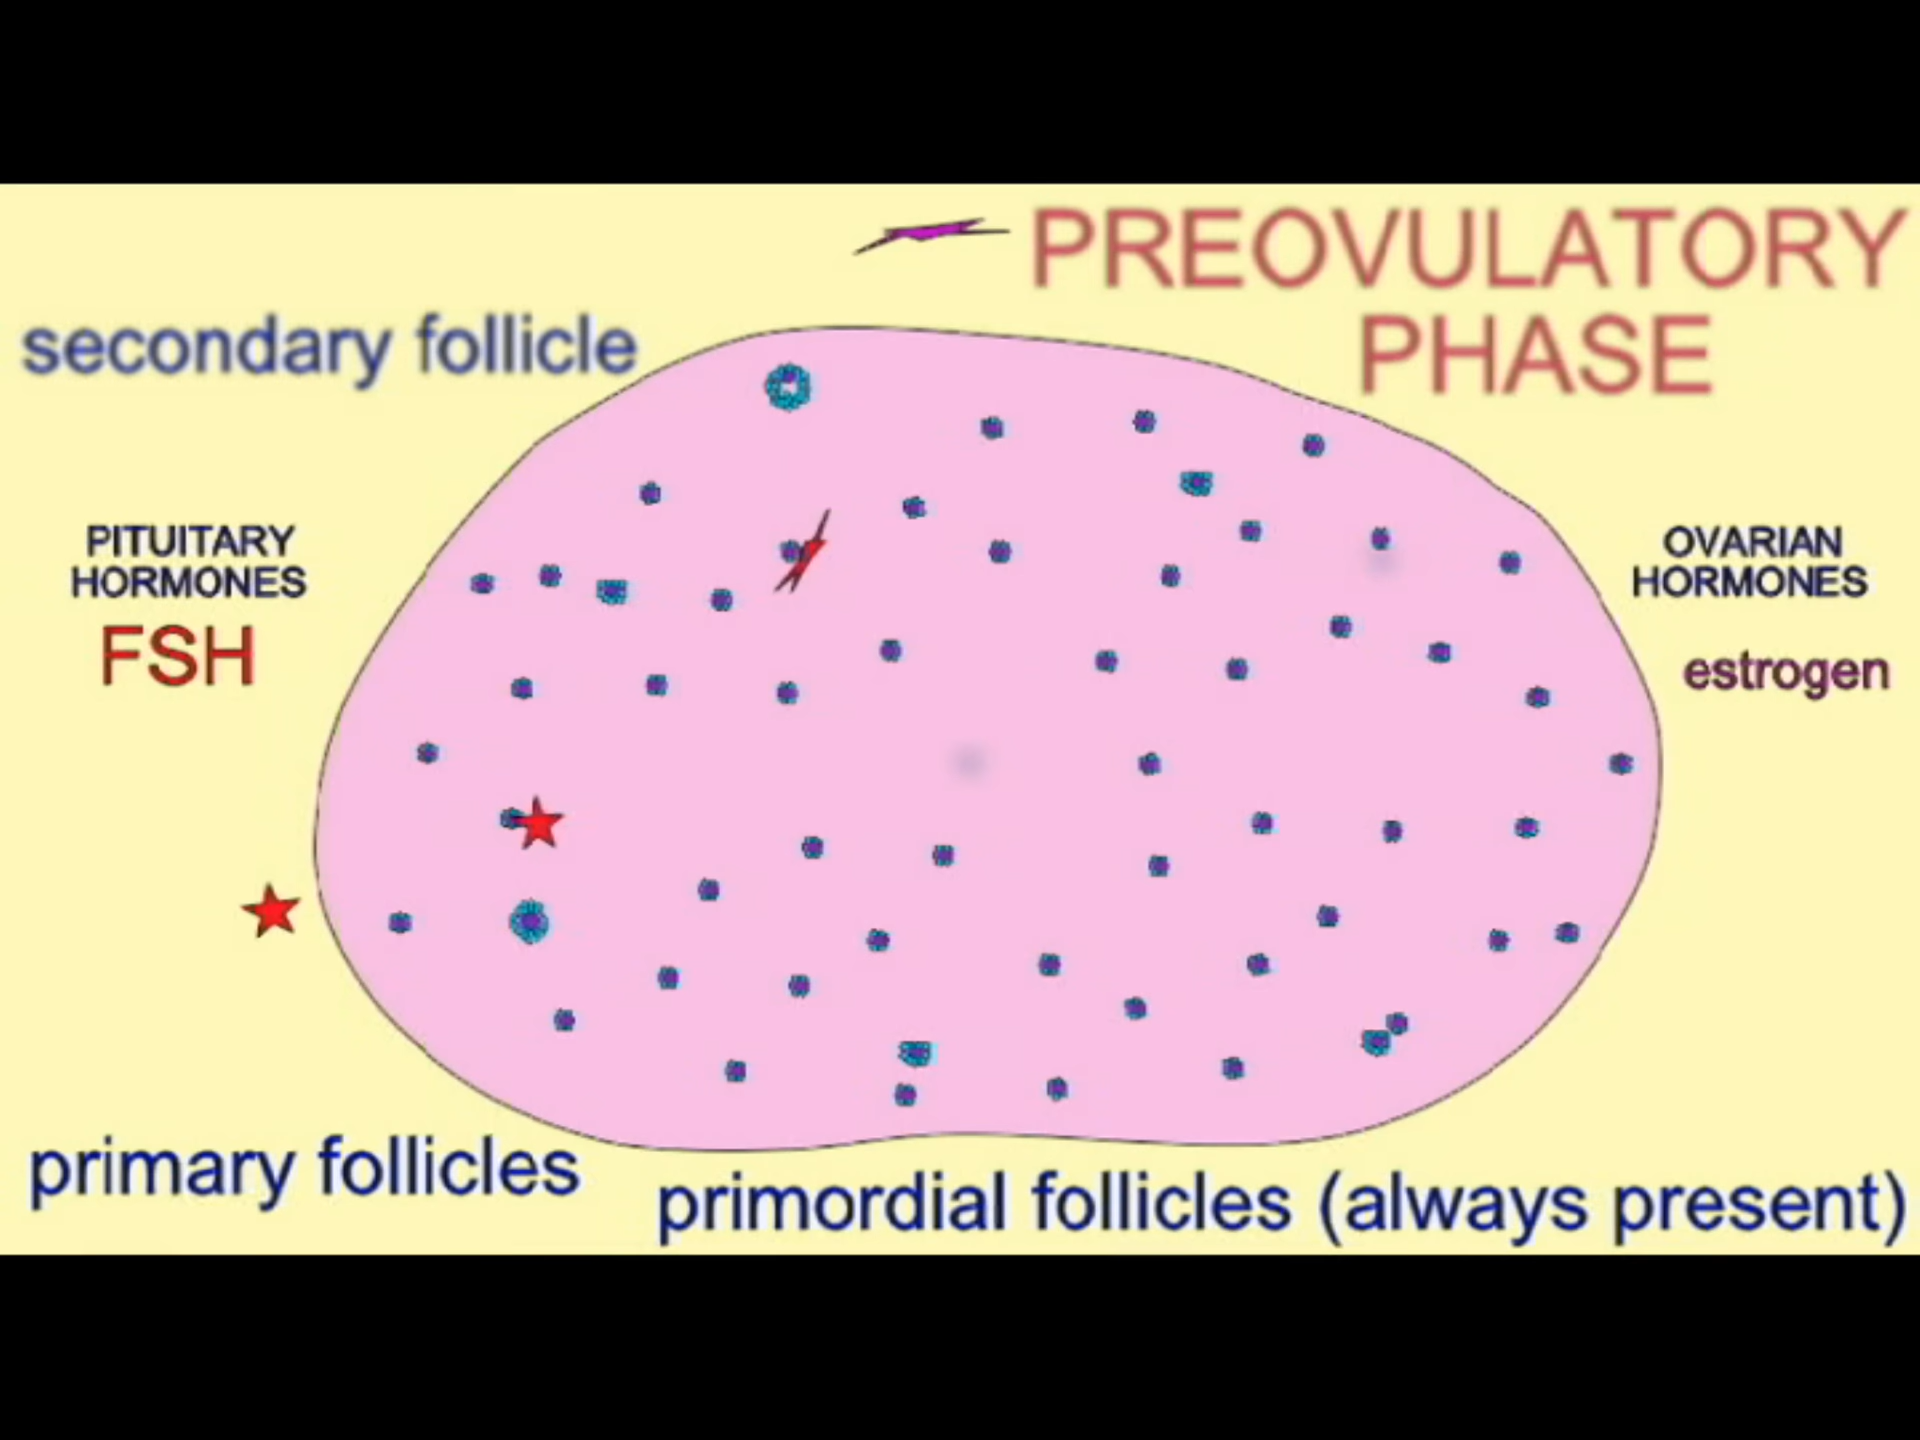 PREOVULATORY
PHASE
secondary follicle
PITUITARY
HORMONES
FSH
OVARIAN
HORMONES
estrogen
primary follicles
primordial follicles (always present)